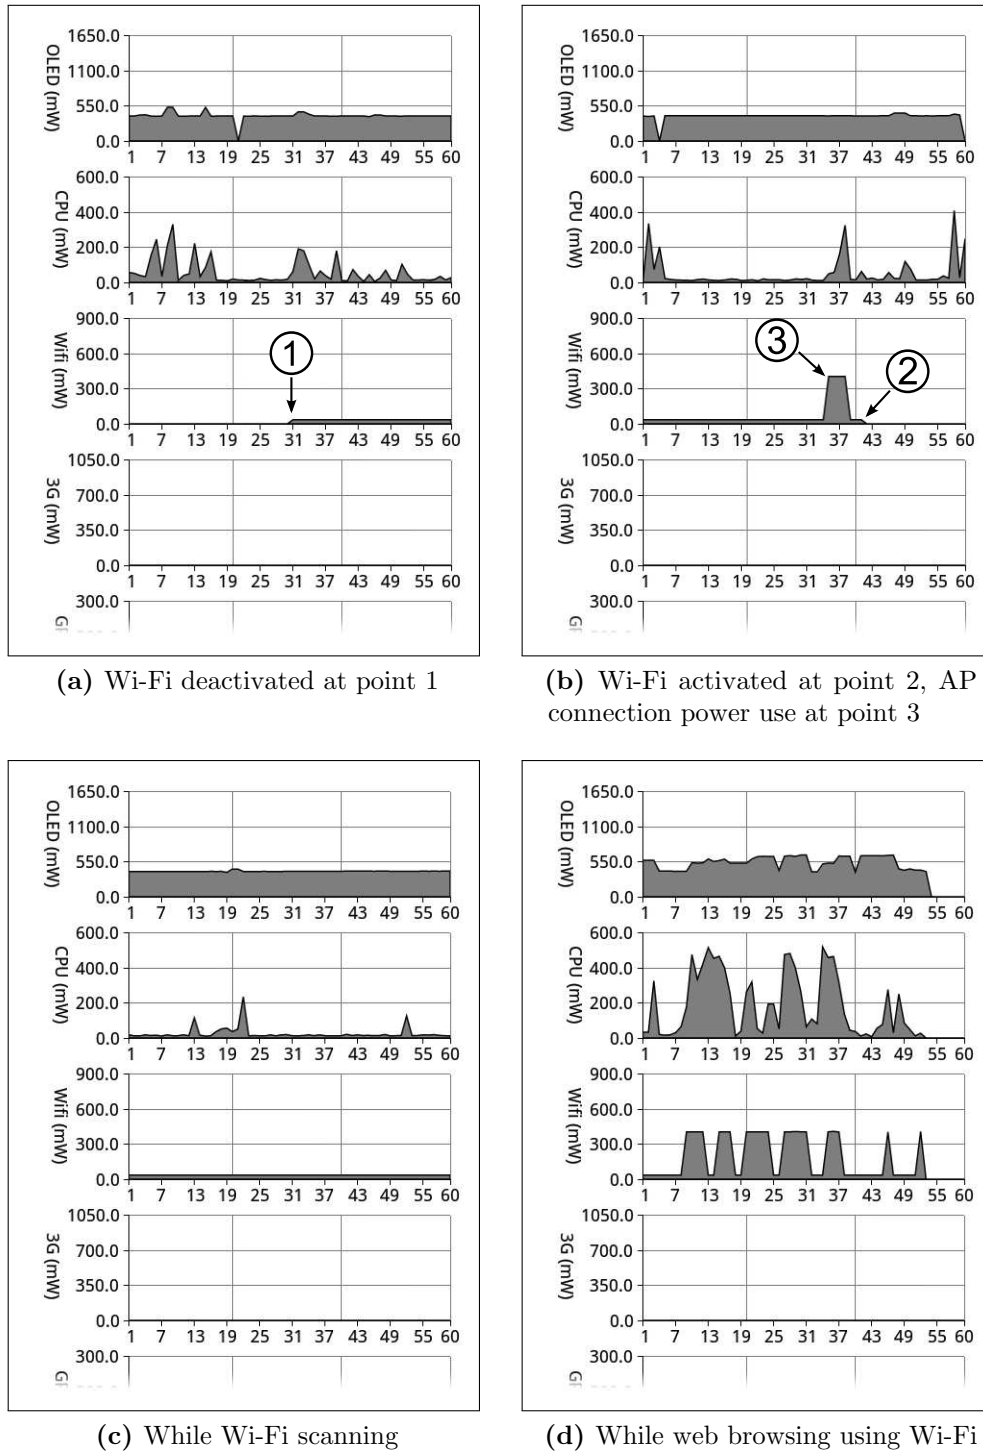 1650.0
1100.0
550.0
0.0
OLED (mW)
1 7 13 19 25 31 37 43 49 55 60
600.0
400.0
200.0
0.0
CPU (mW)
1 7 13 19 25 31 37 43 49 55 60
900.0
600.0
300.0
0.0
Wifi (mW)
1
1 7 13 19 25 31 37 43 49 55 60
1050.0
700.0
350.0
0.0
3G (mW)
1 7 13 19 25 31 37 43 49 55 60
300.0
(a) Wi-Fi deactivated at point 1
1650.0
1100.0
550.0
0.0
OLED (mW)
1 7 13 19 25 31 37 43 49 55 60
600.0
400.0
200.0
0.0
CPU (mW)
1 7 13 19 25 31 37 43 49 55 60
900.0
600.0
300.0
0.0
Wifi (mW)
3
2
1 7 13 19 25 31 37 43 49 55 60
1050.0
700.0
350.0
0.0
3G (mW)
1 7 13 19 25 31 37 43 49 55 60
300.0
(b) Wi-Fi activated at point 2, AP
connection power use at point 3
1650.0
1100.0
550.0
0.0
OLED (mW)
1 7 13 19 25 31 37 43 49 55 60
600.0
400.0
200.0
0.0
CPU (mW)
1 7 13 19 25 31 37 43 49 55 60
900.0
600.0
300.0
0.0
Wifi (mW)
1 7 13 19 25 31 37 43 49 55 60
1050.0
700.0
350.0
0.0
3G (mW)
1 7 13 19 25 31 37 43 49 55 60
300.0
(c) While Wi-Fi scanning
1650.0
1100.0
550.0
0.0
OLED (mW)
1 7 13 19 25 31 37 43 49 55 60
600.0
400.0
200.0
0.0
CPU (mW)
1 7 13 19 25 31 37 43 49 55 60
900.0
600.0
300.0
0.0
Wifi (mW)
1 7 13 19 25 31 37 43 49 55 60
1050.0
700.0
350.0
0.0
3G (mW)
1 7 13 19 25 31 37 43 49 55 60
300.0
(d) While web browsing using Wi-Fi